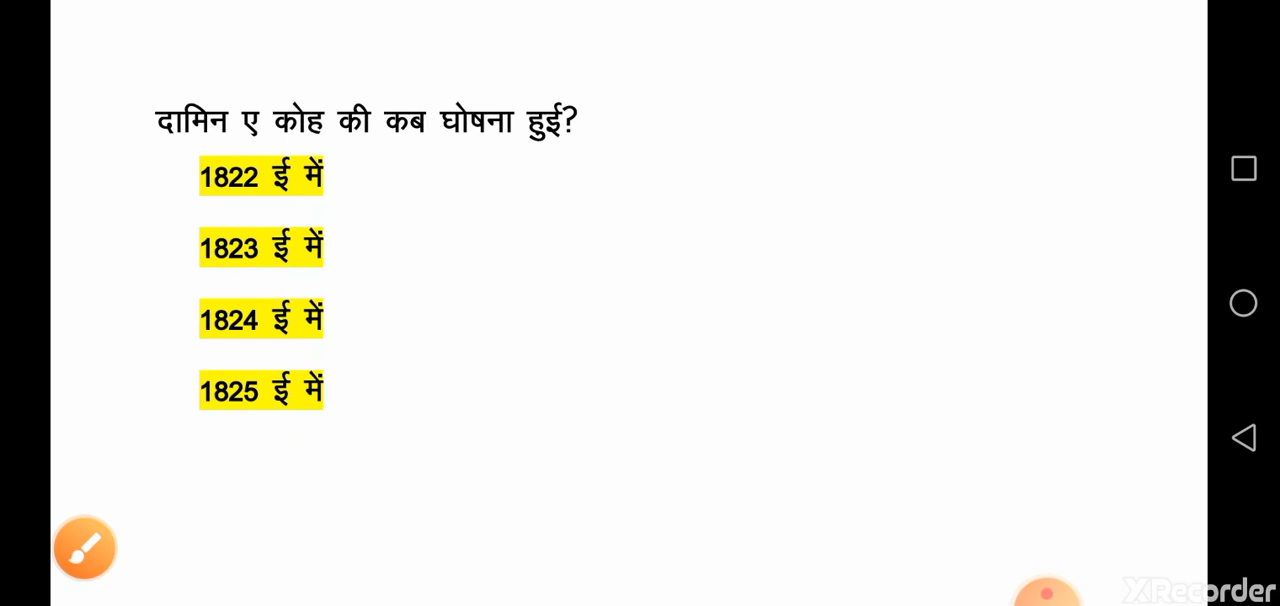 दामिन ए कोह की कब घोषना हुई?
1822 ई में
1823 ई में
1824 ई में
1825 ई में
XRecorder